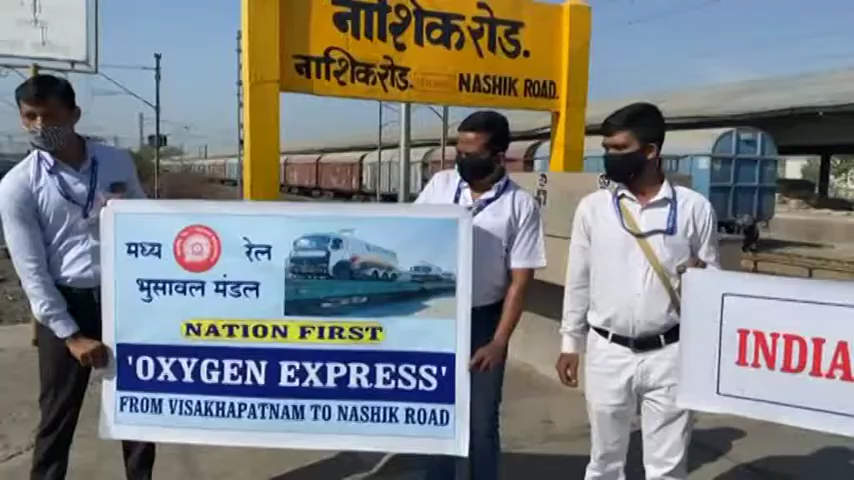 नाशिकरोड.
नाशिकरोड.
NASHIK ROAD.
मध्य रेल
भुसावल मंडल
NATION FIRST
'OXYGEN EXPRESS'
FROM VISAKHAPATNAM TO NASHIK ROAD
INDIA